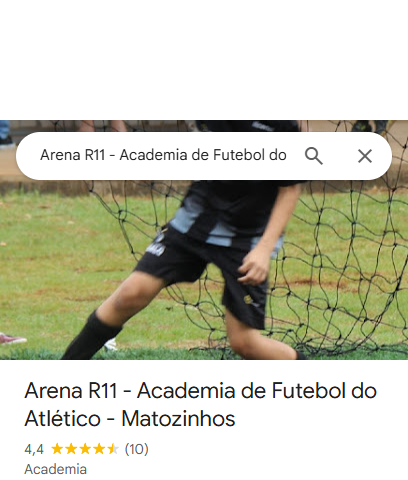 Arena R11 - Academia de Futebol do
Arena R11 - Academia de Futebol do
Atlético - Matozinhos
4,4 (10)
Academia